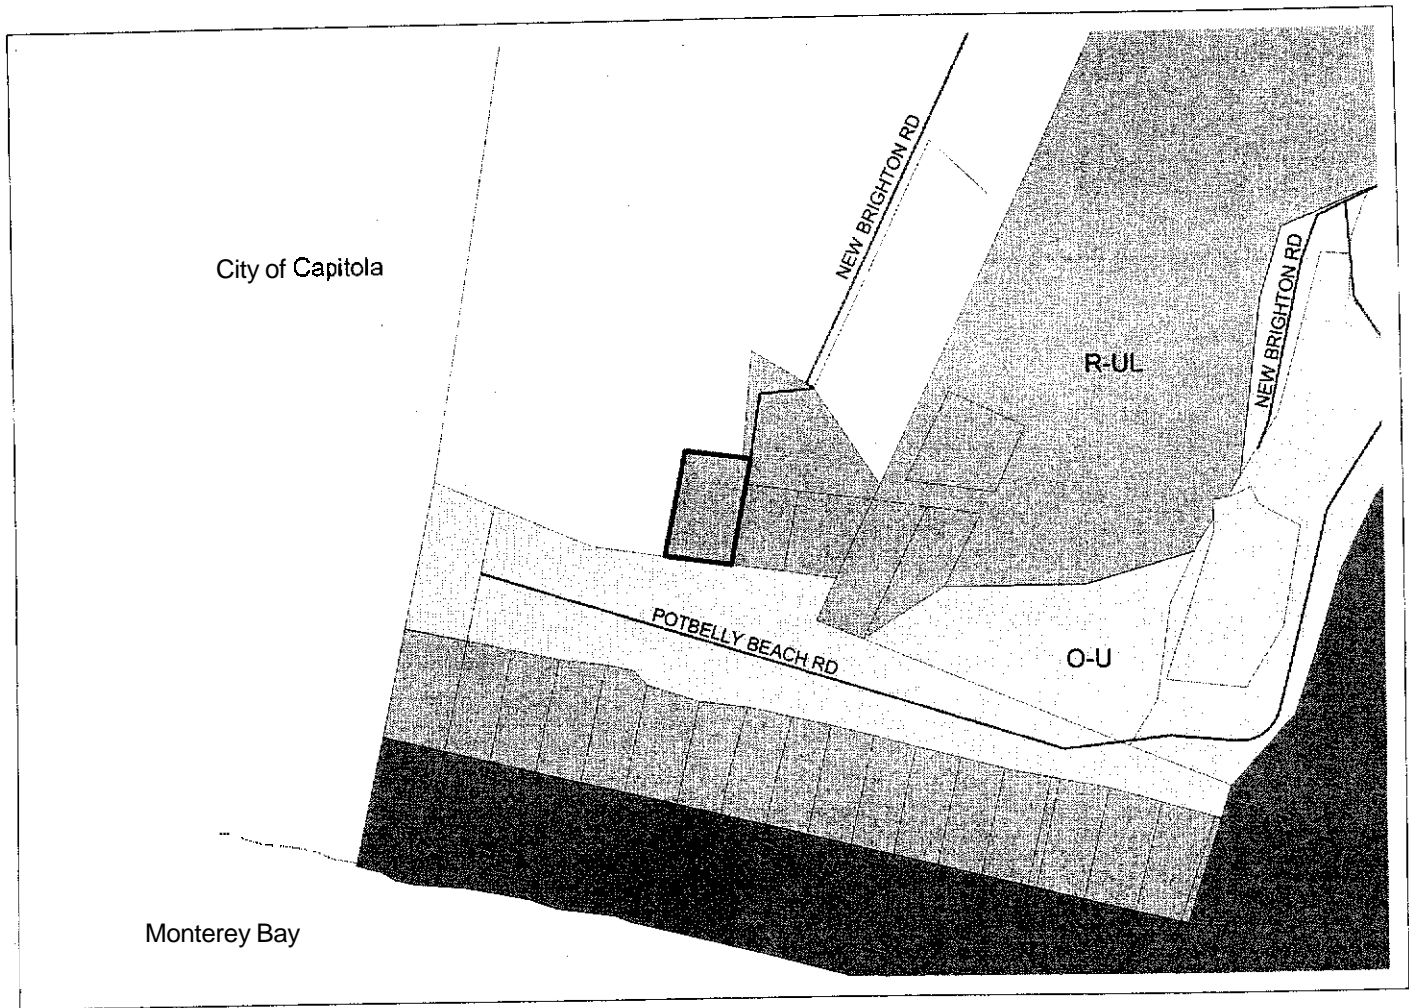 NEW BRIGHTON RD
City of Capitola
NEW BRIGHTON RD
R-UL
POTBELLY BEACH RD
O-U
Monterey Bay